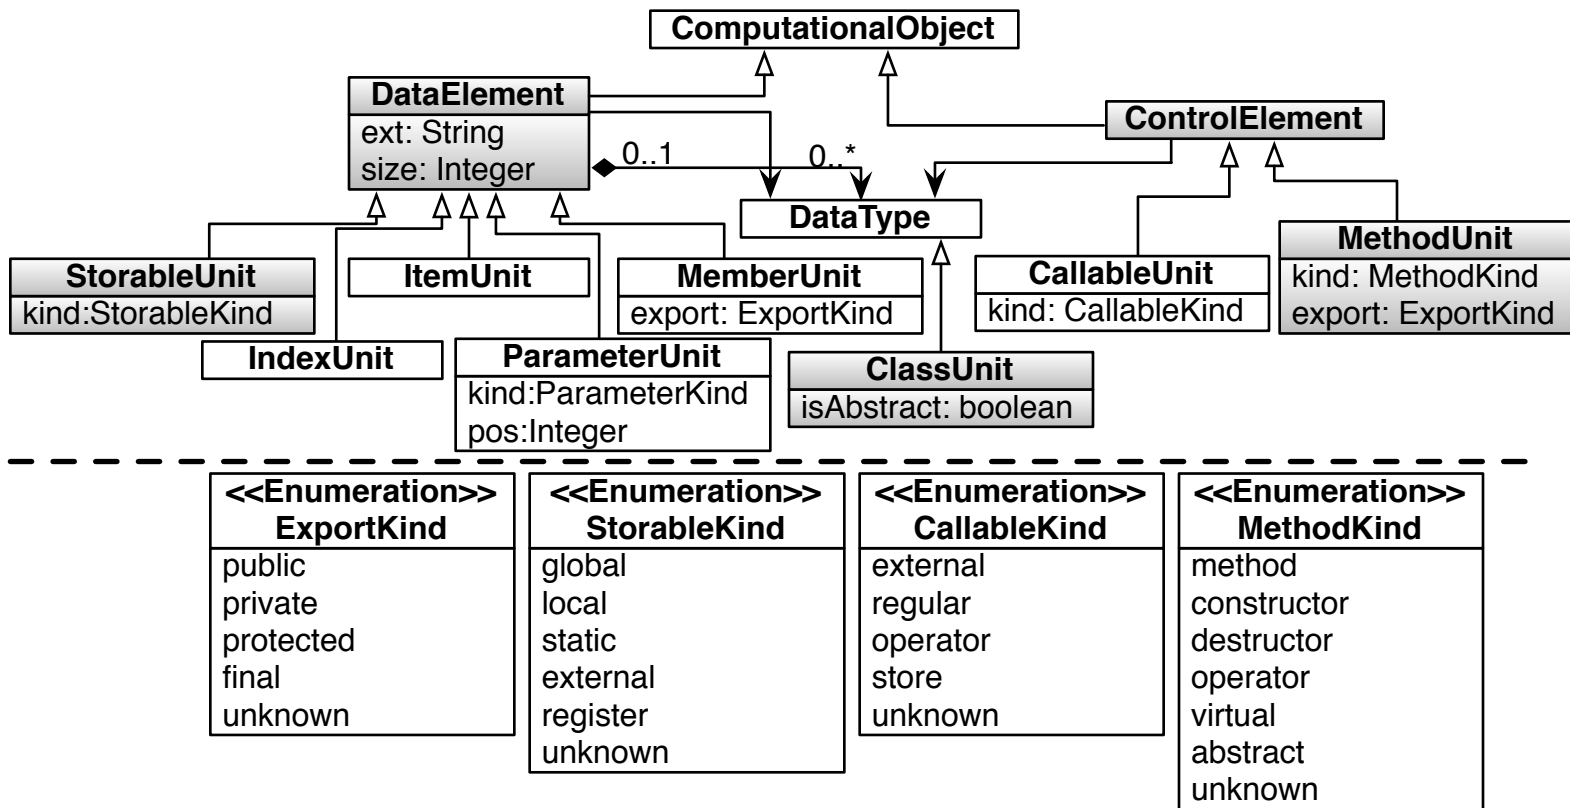 ComputationalObject
DataElement
ext: String
size: Integer
ControlElement
0..1
0..*
DataType
StorableUnit
kind:StorableKind
ItemUnit
MemberUnit
export: ExportKind
CallableUnit
kind: CallableKind
MethodUnit
kind: MethodKind
export: ExportKind
IndexUnit
ParameterUnit
kind:ParameterKind
pos:Integer
ClassUnit
isAbstract: boolean
<<Enumeration>>
ExportKind
public
private
protected
final
unknown
<<Enumeration>>
StorableKind
global
local
static
external
register
unknown
<<Enumeration>>
CallableKind
external
regular
operator
store
unknown
<<Enumeration>>
MethodKind
method
constructor
destructor
operator
virtual
abstract
unknown